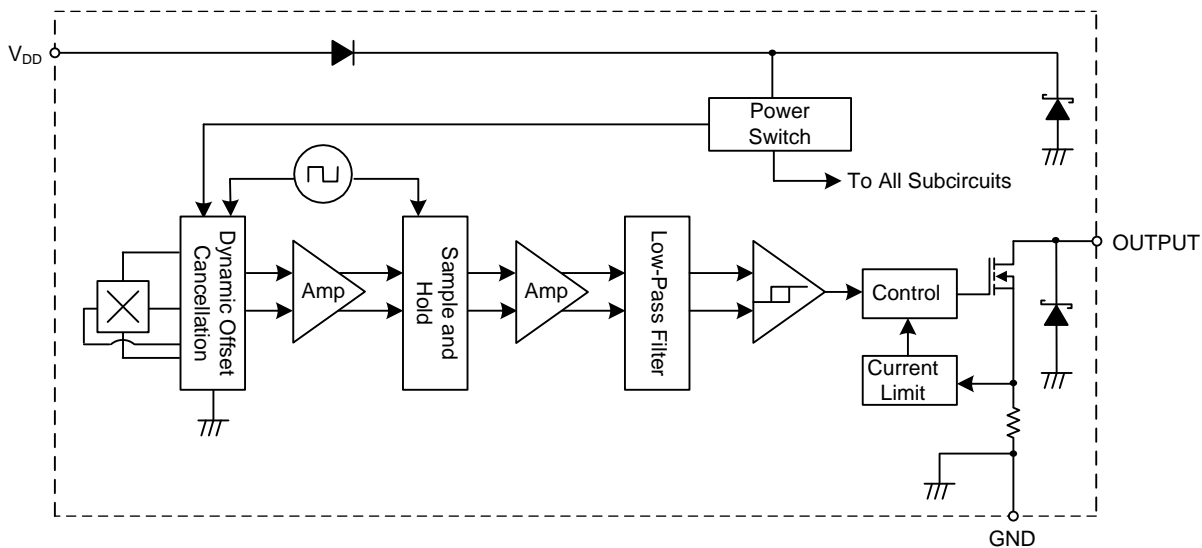 V_DD
Power
Switch
To All Subcircuits
Dynamic Offset
Cancellation
Amp
Sample and
Hold
Amp
Low-Pass Filter
Control
Current
Limit
OUTPUT
GND